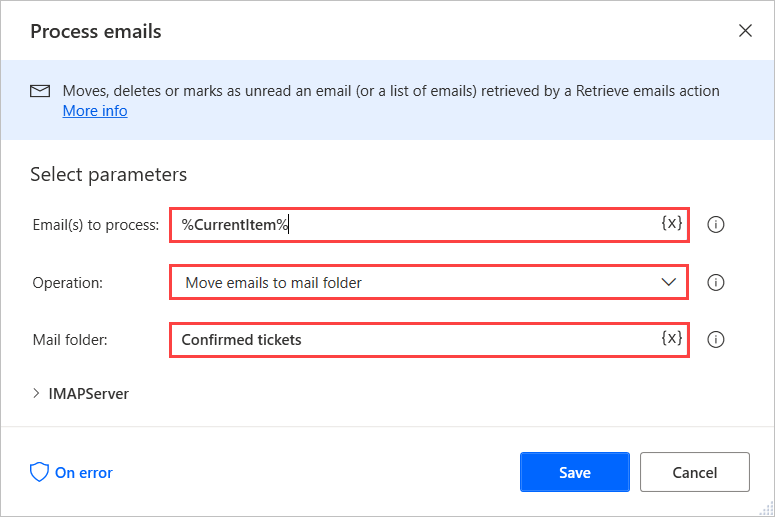 Process emails
Moves, deletes or marks as unread an email (or a list of emails) retrieved by a Retrieve emails action
More info
Select parameters
Email(s) to process: %CurrentItem% {x}
Operation: Move emails to mail folder
Mail folder: Confirmed tickets {x}
IMAPServer
On error Save Cancel